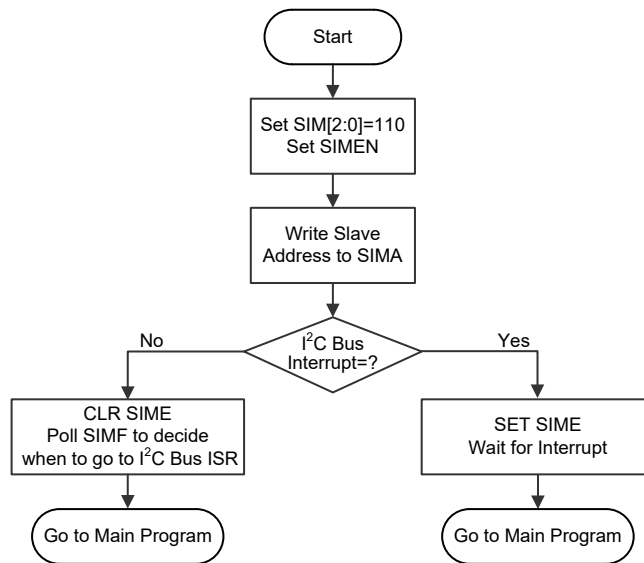 Start
Set SIM[2:0]=110
Set SIMEN
Write Slave
Address to SIMA
I²C Bus
Interrupt=?
No
Yes
CLR SIME
Poll SIMF to decide
when to go to I²C Bus ISR
SET SIME
Wait for Interrupt
Go to Main Program
Go to Main Program